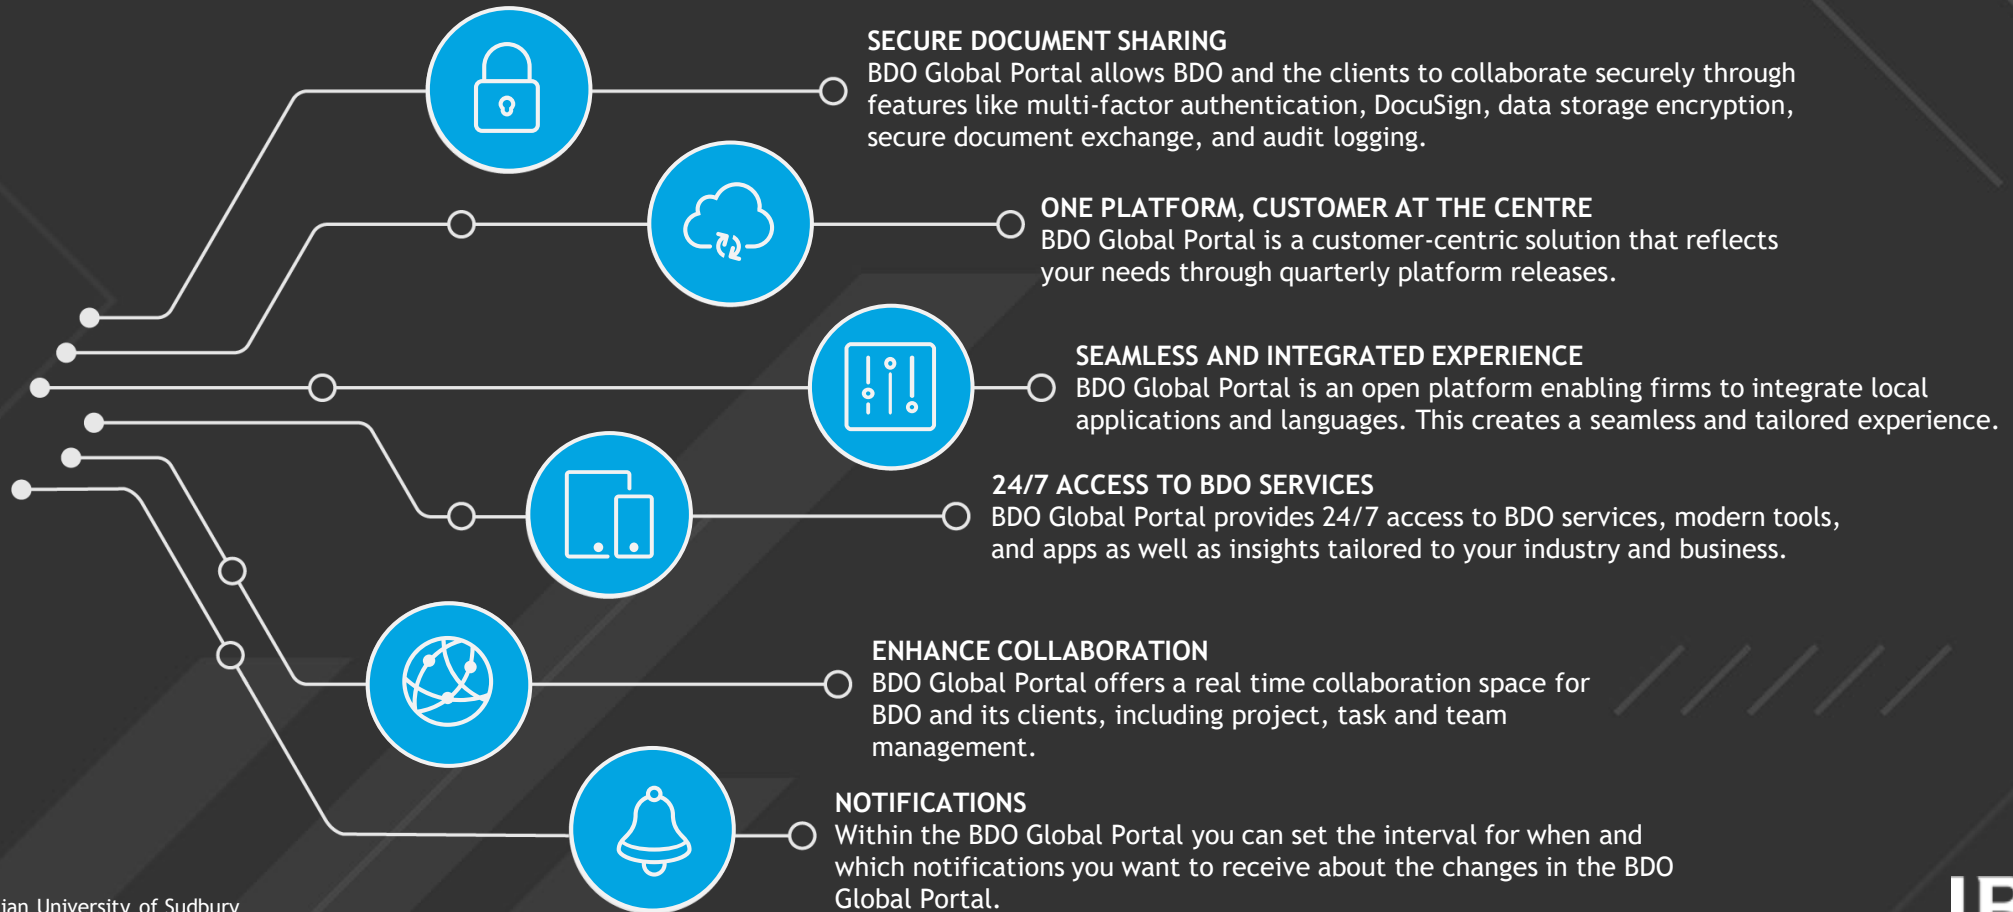 SECURE DOCUMENT SHARING
BDO Global Portal allows BDO and the clients to collaborate securely through
features like multi-factor authentication, DocuSign, data storage encryption,
secure document exchange, and audit logging.
ONE PLATFORM, CUSTOMER AT THE CENTRE
BDO Global Portal is a customer-centric solution that reflects
your needs through quarterly platform releases.
SEAMLESS AND INTEGRATED EXPERIENCE
BDO Global Portal is an open platform enabling firms to integrate local
applications and languages. This creates a seamless and tailored experience.
24/7 ACCESS TO BDO SERVICES
BDO Global Portal provides 24/7 access to BDO services, modern tools,
and apps as well as insights tailored to your industry and business.
ENHANCE COLLABORATION
BDO Global Portal offers a real time collaboration space for
BDO and its clients, including project, task and team
management.
NOTIFICATIONS
Within the BDO Global Portal you can set the interval for when and
which notifications you want to receive about the changes in the BDO
Global Portal.
University of Sudbury